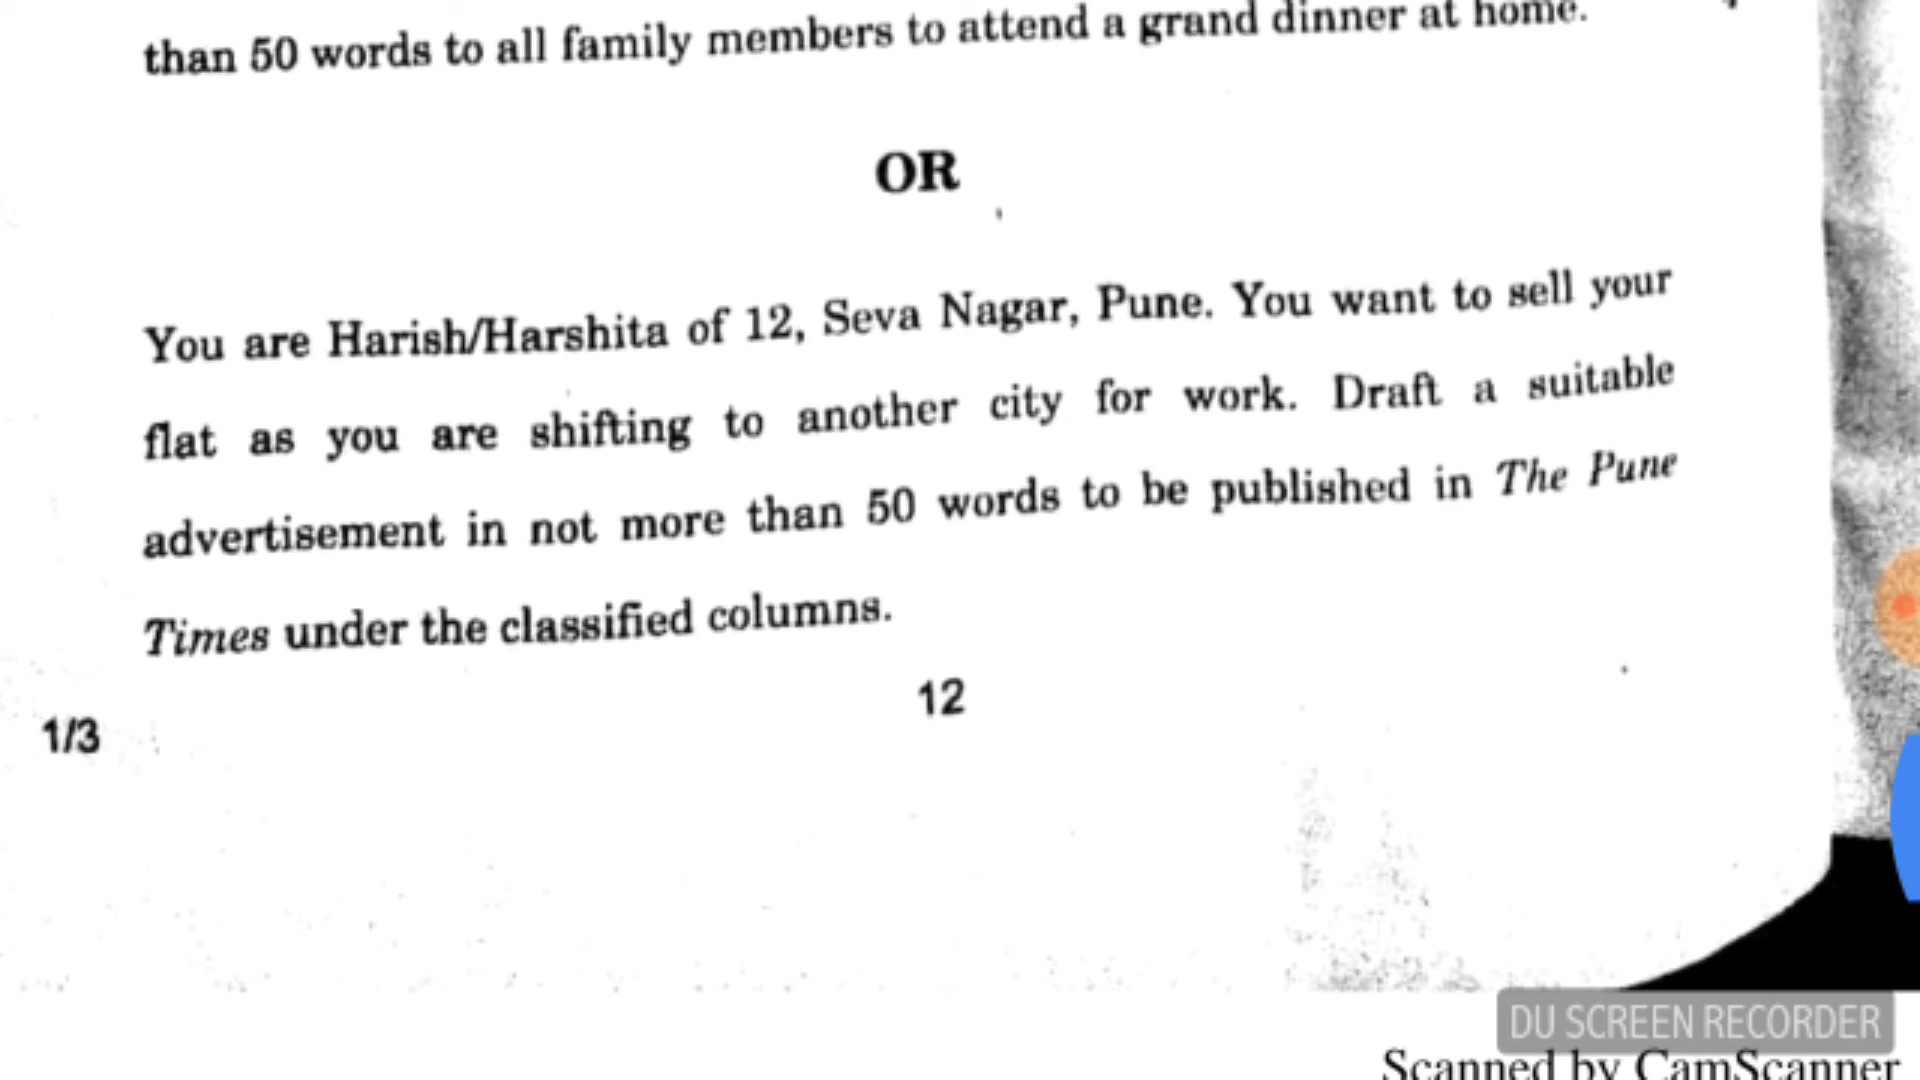 than 50 words to all family members to attend a grand dinner at home.
OR
You are Harish/Harshita of 12, Seva Nagar, Pune. You want to sell your
flat as you are shifting to another city for work. Draft a suitable
advertisement in not more than 50 words to be published in The Pune
Times under the classified columns.
12
1/3
DU SCREEN RECORDER
Scanned by CamScanner